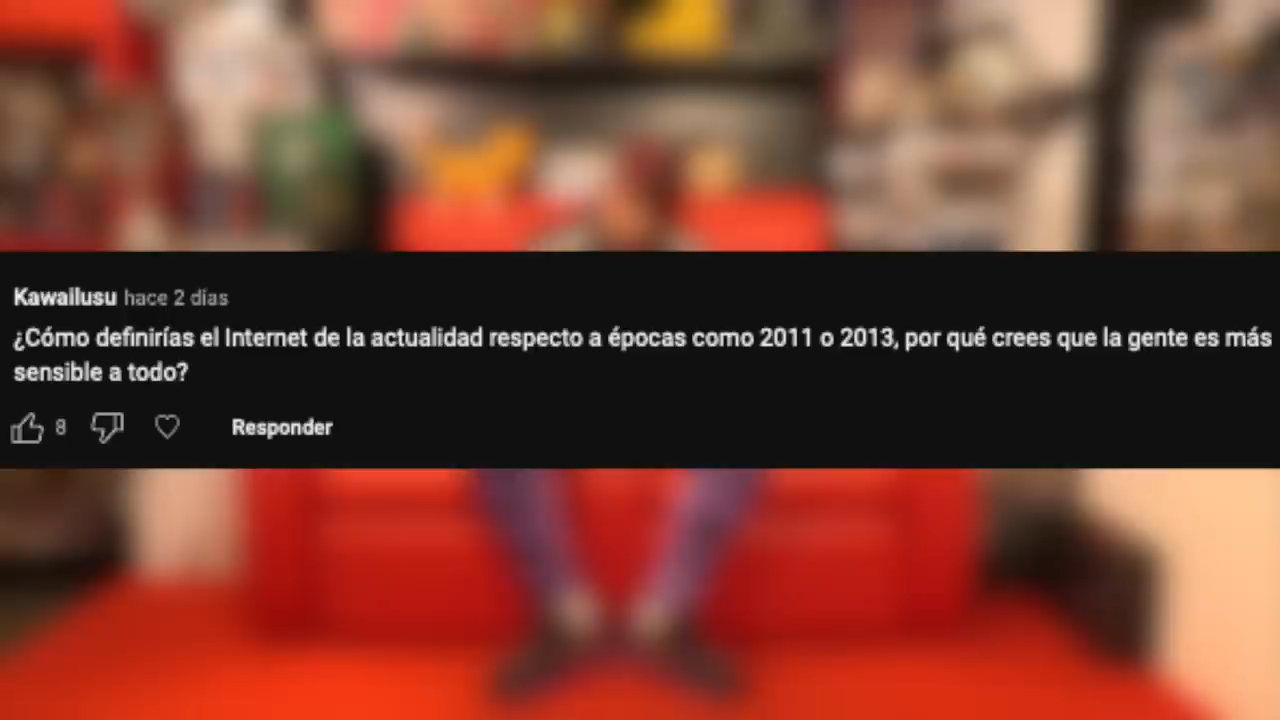 Kawailusu hace 2 días
¿Cómo definirías el Internet de la actualidad respecto a épocas como 2011 o 2013, por qué crees que la gente es más
sensible a todo?
8 Responder